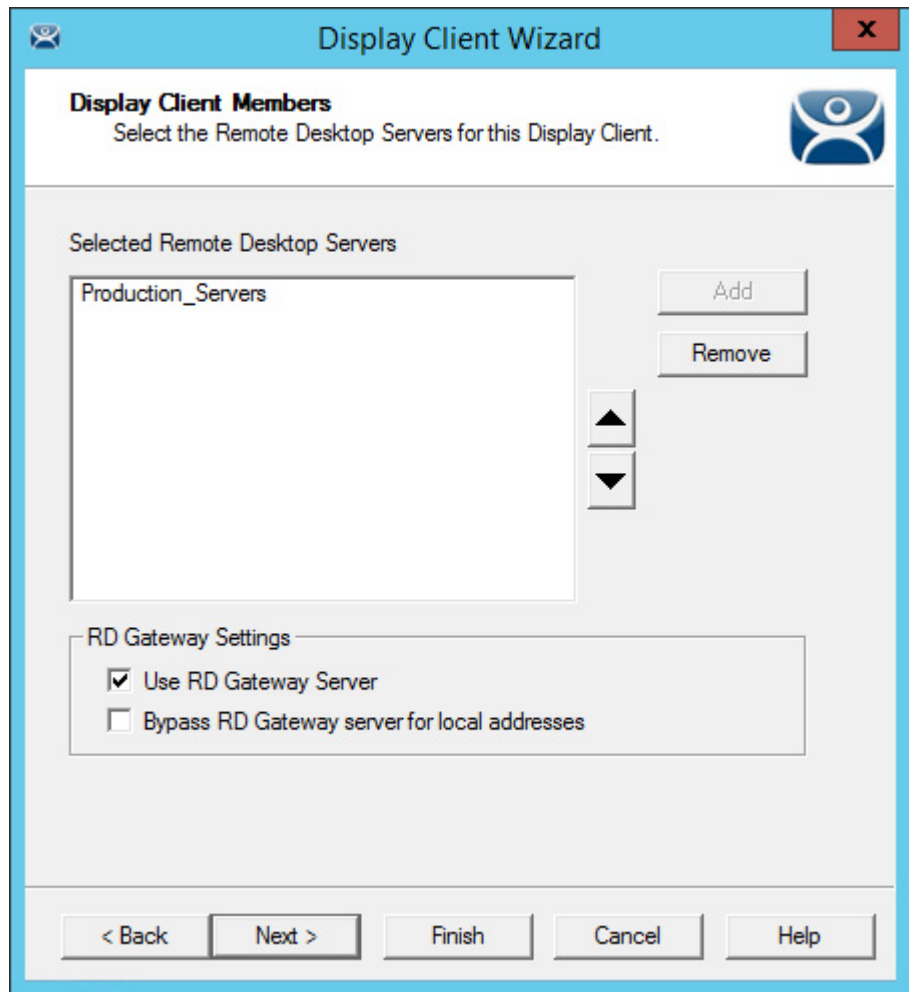 Display Client Wizard
x
Display Client Members
Select the Remote Desktop Servers for this Display Client.
Selected Remote Desktop Servers
Production_Servers
Add
Remove
RD Gateway Settings
Use RD Gateway Server
Bypass RD Gateway server for local addresses
< Back
Next >
Finish
Cancel
Help